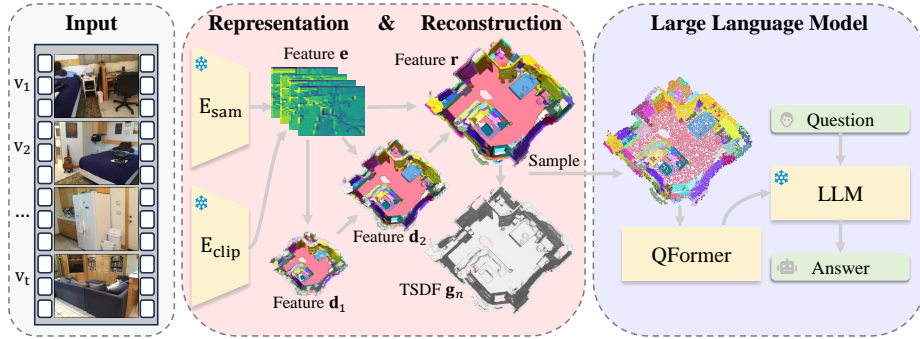 Input
v1
v2
...
vt
Representation & Reconstruction
Feature e
Esam
Eclip
Feature d1
Feature d2
Feature r
TSDF gn
Sample
Large Language Model
Question
LLM
QFormer
Answer